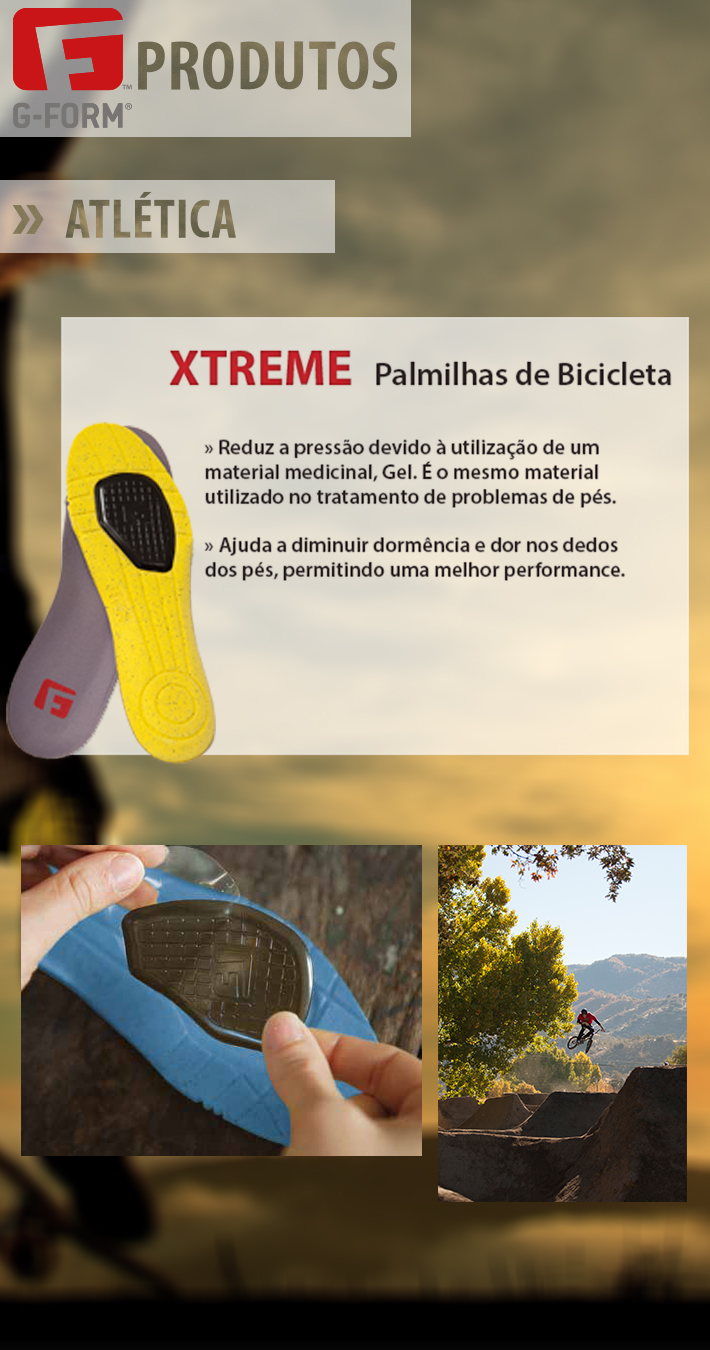 PRODUTOS
™
G-FORM®
» ATLÉTICA
XTREME Palmilhas de Bicicleta
» Reduz a pressão devido à utilização de um
material medicinal, Gel. É o mesmo material
utilizado no tratamento de problemas de pés.
» Ajuda a diminuir dormência e dor nos dedos
dos pés, permitindo uma melhor performance.